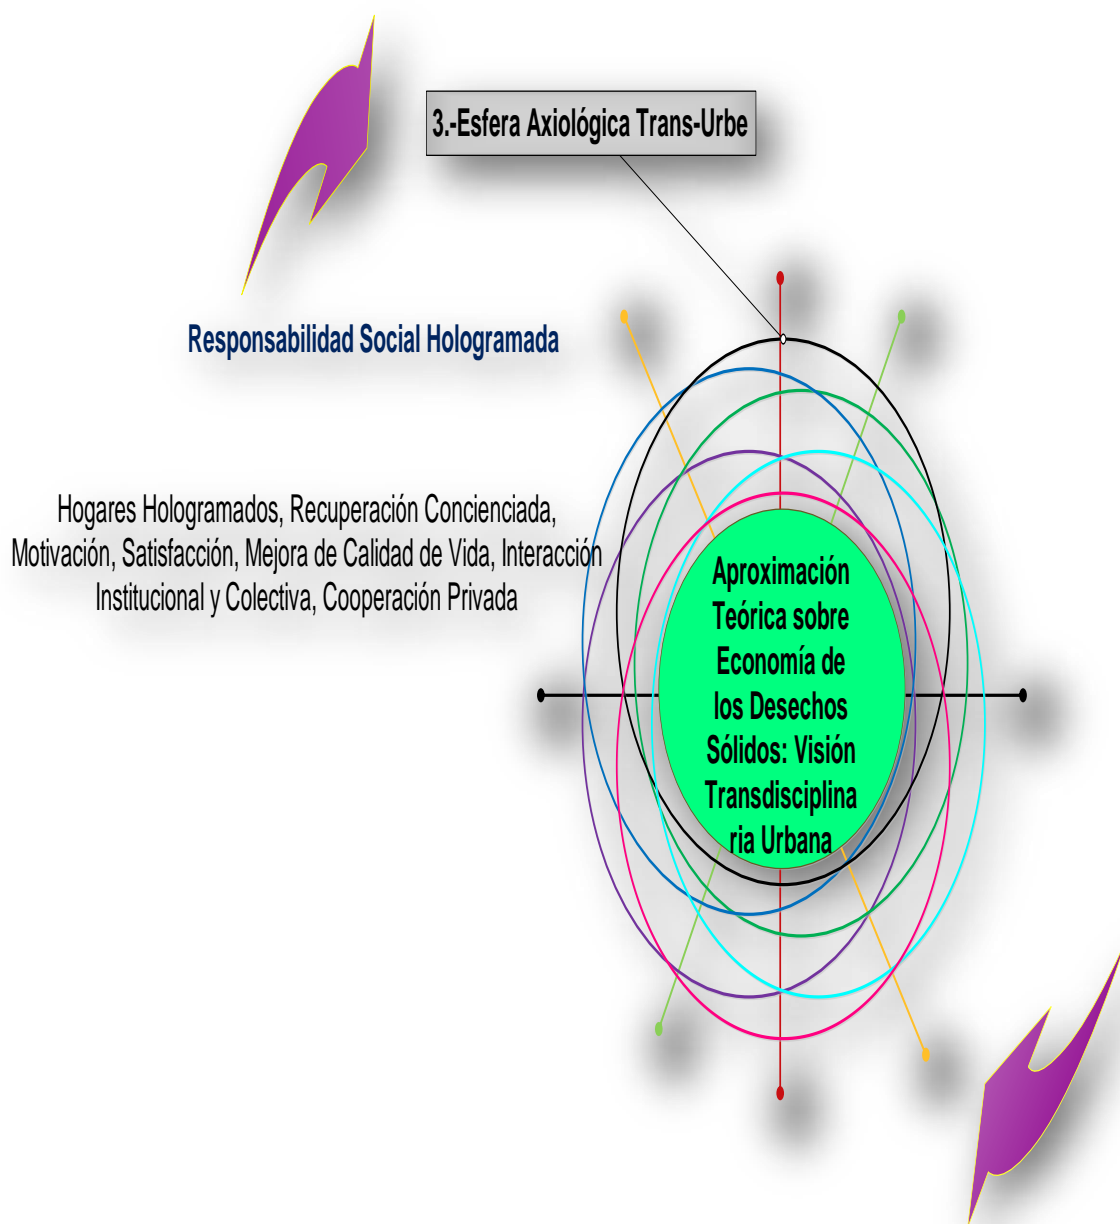 3.-Esfera Axiológica Trans-Urbe
Responsabilidad Social Hologramada
Hogares Hologramados, Recuperación Concienciada,
Motivación, Satisfacción, Mejora de Calidad de Vida, Interacción
Institucional y Colectiva, Cooperación Privada
Aproximación
Teórica sobre
Economía de
los Desechos
Sólidos: Visión
Transdisciplina
ria Urbana